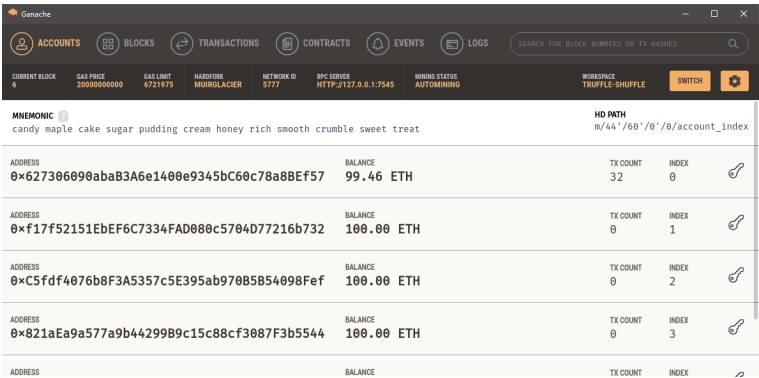 Ganache
ACCOUNTS BLOCKS TRANSACTIONS CONTRACTS EVENTS LOGS SEARCH FOR BLOCK NUMBERS OR TX HASHES
CURRENT BLOCK GAS PRICE GAS LIMIT HARDFORK NETWORK ID RPC SERVER MINING STATUS WORKSPACE
6 20000000000 6721975 MUIRGLACIER 5777 HTTP://127.0.0.1:7545 AUTOMINING TRUFFLE-SHUFFLE SWITCH
MNEMONIC ? HD PATH
candy maple cake sugar pudding cream honey rich smooth crumble sweet treat m/44'/60'/0'/0/account_index
ADDRESS BALANCE TX COUNT INDEX
0×627306090abaB3A6e1400e9345bC60c78a8BEf57 99.46 ETH 32 0
ADDRESS BALANCE TX COUNT INDEX
0×f17f52151EbEF6C7334FAD080c5704D77216b732 100.00 ETH 0 1
ADDRESS BALANCE TX COUNT INDEX
0×C5fdf4076b8F3A5357c5E395ab970B5B54098Fef 100.00 ETH 0 2
ADDRESS BALANCE TX COUNT INDEX
0×821aEa9a577a9b44299B9c15c88cf3087F3b5544 100.00 ETH 0 3
ADDRESS BALANCE TX COUNT INDEX